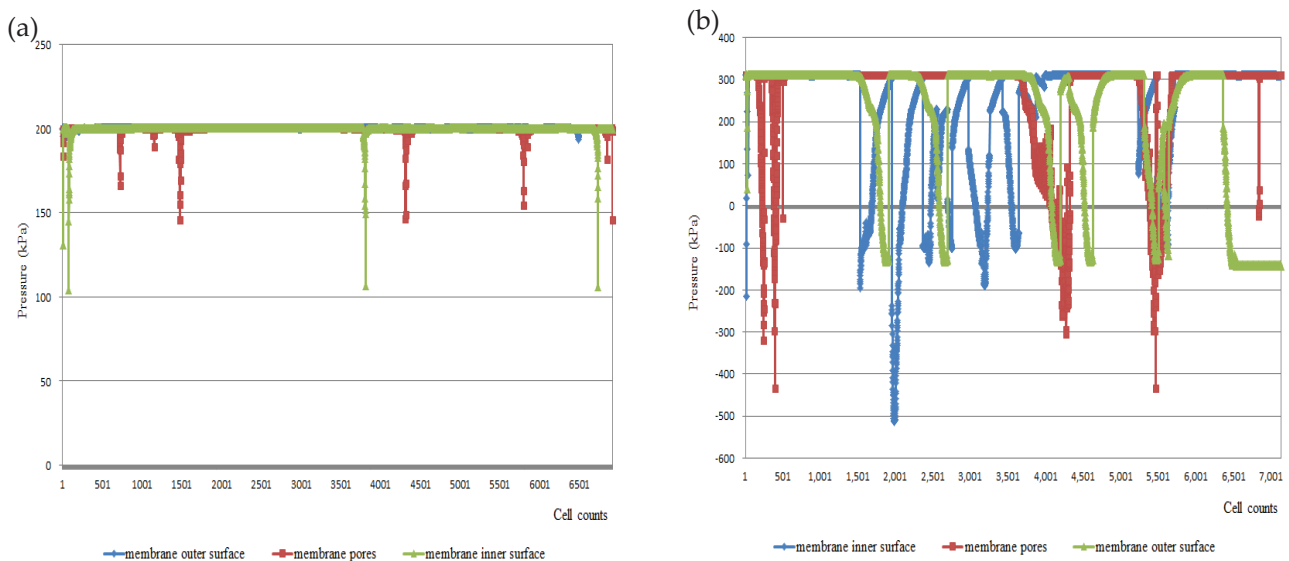 (a)
250
200
150
100
50
0
Pressure (kPa)
1 501 1001 1501 2001 2501 3001 3501 4001 4501 5001 5501 6001 6501
Cell counts
membrane outer surface membrane pores membrane inner surface
(b)
400
300
200
100
0
-100
-200
-300
-400
-500
-600
Pressure (kPa)
1 501 1,001 1,501 2,001 2,501 3,001 3,501 4,001 4,501 5,001 5,501 6,001 6,501 7,001
Cell counts
membrane inner surface membrane pores membrane outer surface